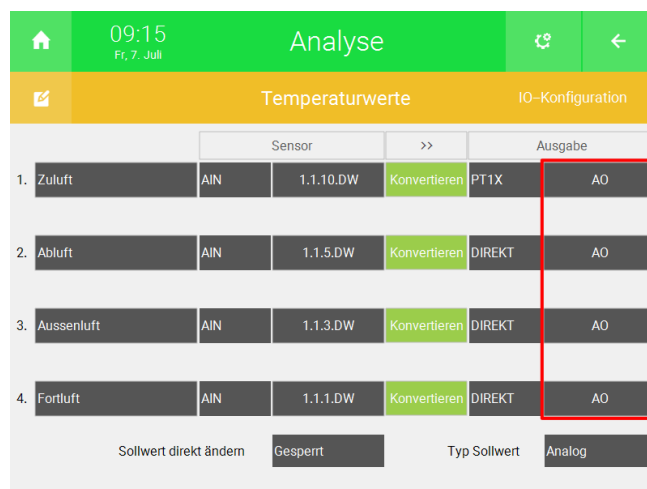 09:15
Fr, 7. Juli
Analyse
Temperaturwerte
IO-Konfiguration
Sensor >> Ausgabe
1. Zuluft AIN 1.1.10.DW Konvertieren PT1X AO
2. Abluft AIN 1.1.5.DW Konvertieren DIREKT AO
3. Aussenluft AIN 1.1.3.DW Konvertieren DIREKT AO
4. Fortluft AIN 1.1.1.DW Konvertieren DIREKT AO
Sollwert direkt ändern Gesperrt Typ Sollwert Analog